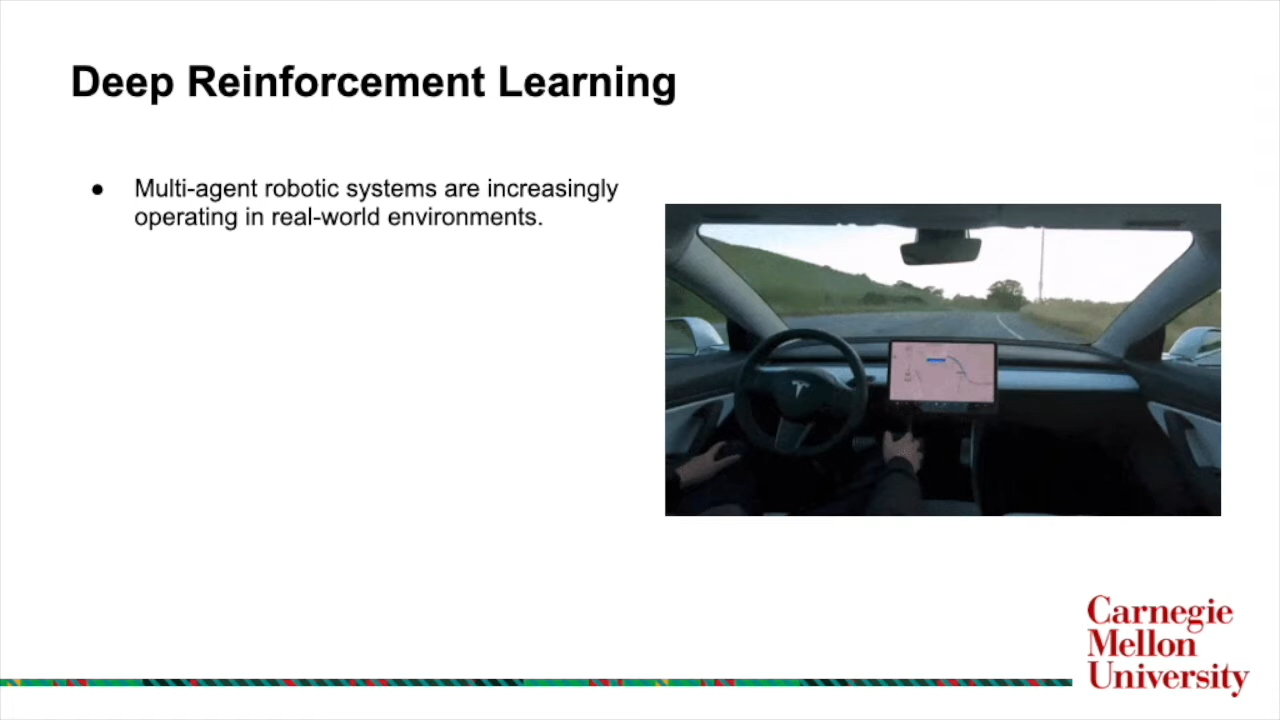 Deep Reinforcement Learning
● Multi-agent robotic systems are increasingly
operating in real-world environments.
Carnegie
Mellon
University